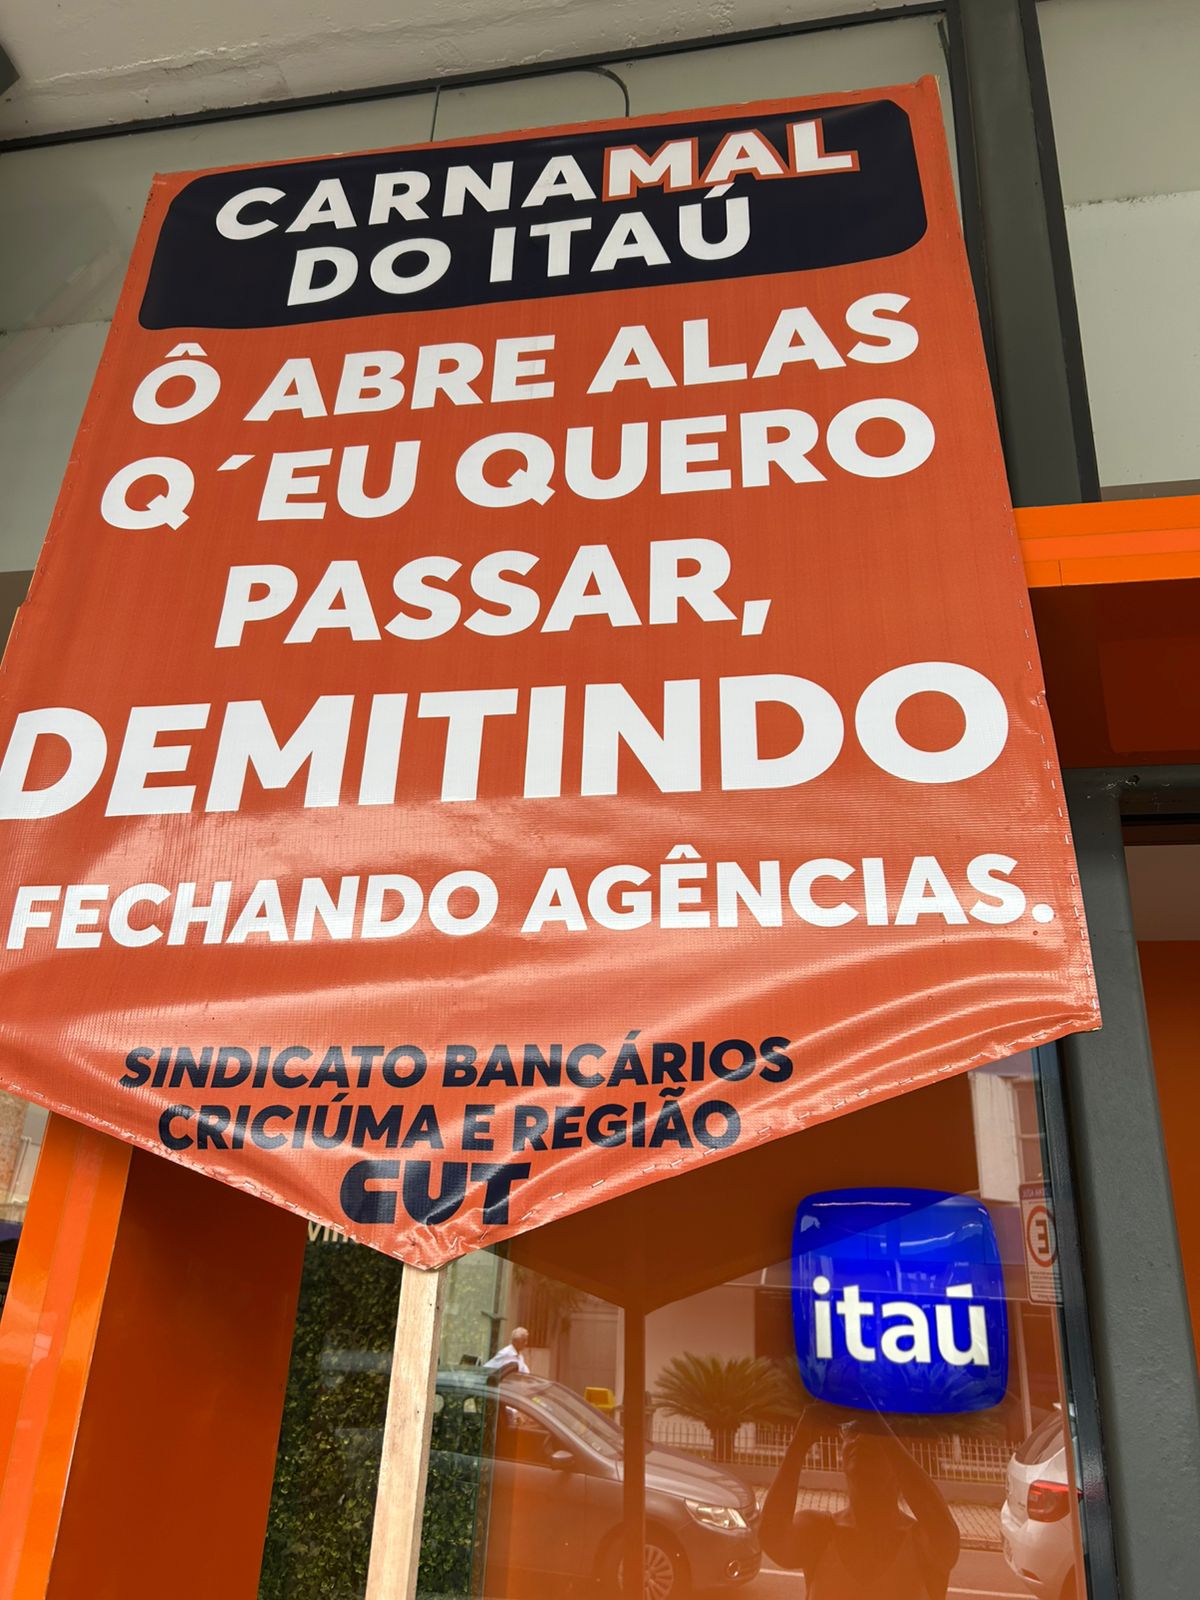 CARNAMAL
DO ITAÚ
Ô ABRE ALAS
Q´EU QUERO
PASSAR,
DEMITINDO
FECHANDO AGÊNCIAS.
SINDICATO BANCÁRIOS
CRICIÚMA E REGIÃO
CUT
itaú
E